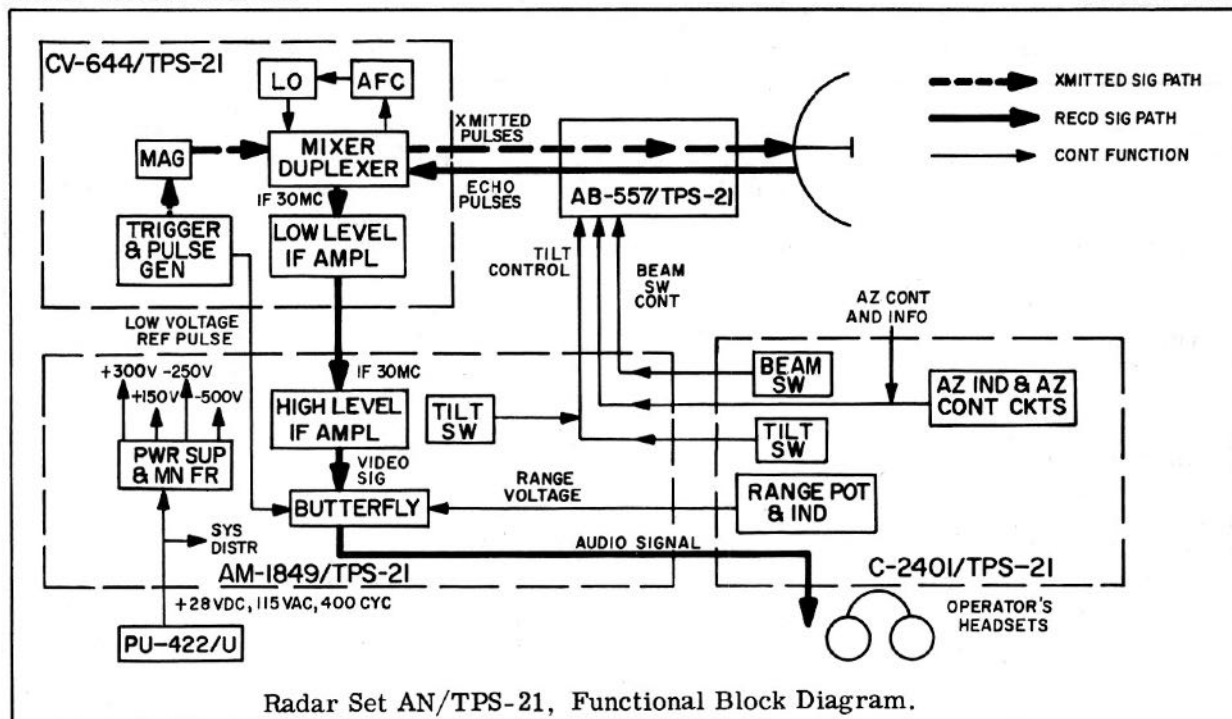 CV-644/TPS-21
LO
AFC
XMITTED
PULSES
MAG
MIXER
DUPLEXER
ECHO
PULSES
IF 30MC
TRIGGER
& PULSE
GEN
LOW LEVEL
IF AMPL
AB-557/TPS-21
XMITTED SIG PATH
RECD SIG PATH
CONT FUNCTION
TILT
CONTROL
BEAM
SW
CONT
AZ CONT
AND INFO
LOW VOLTAGE
REF PULSE
+300V -250V
+150V -500V
PWR SUP
& MN FR
IF 30MC
HIGH LEVEL
IF AMPL
TILT
SW
VIDEO
SIG
BUTTERFLY
SYS
DISTR
AM-1849/TPS-21
BEAM
SW
AZ IND & AZ
CONT CKTS
TILT
SW
RANGE
VOLTAGE
RANGE POT
& IND
AUDIO SIGNAL
C-2401/TPS-21
+28 VDC, 115 VAC, 400 CYC
PU-422/U
OPERATOR'S
HEADSETS
Radar Set AN/TPS-21, Functional Block Diagram.